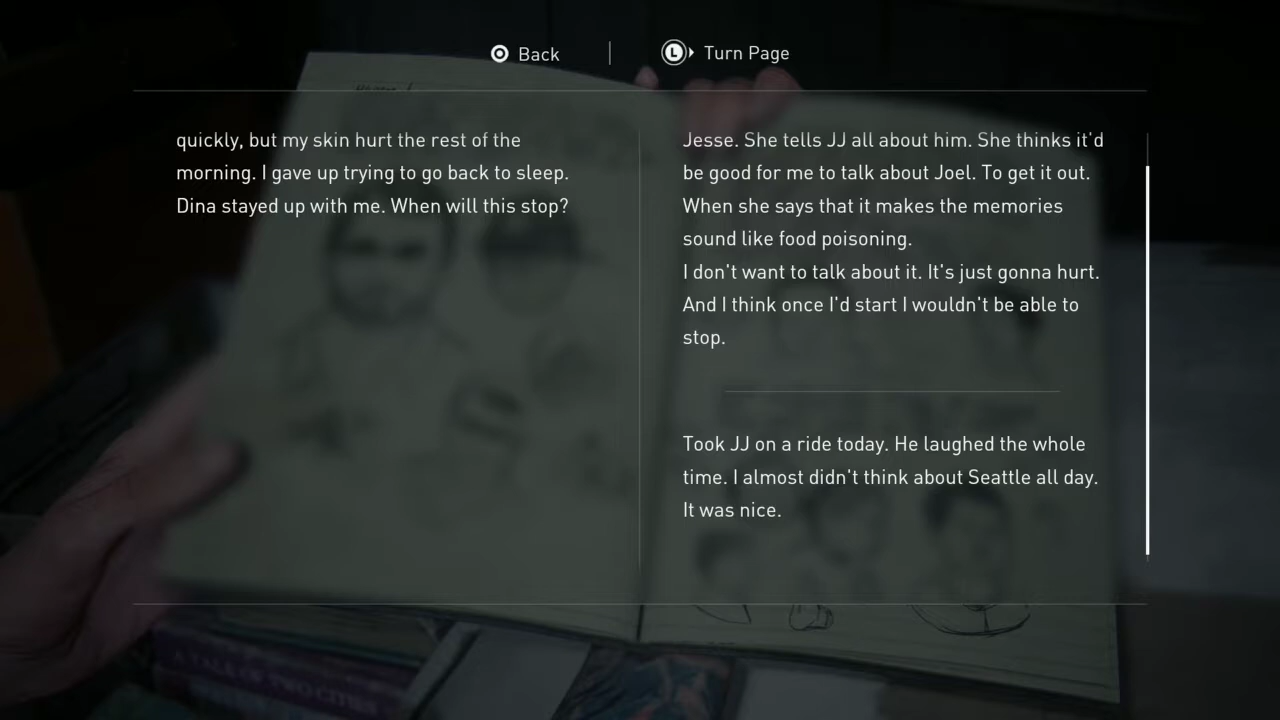 Back
Turn Page
quickly, but my skin hurt the rest of the
morning. I gave up trying to go back to sleep.
Dina stayed up with me. When will this stop?
Jesse. She tells JJ all about him. She thinks it'd
be good for me to talk about Joel. To get it out.
When she says that it makes the memories
sound like food poisoning.
I don't want to talk about it. It's just gonna hurt.
And I think once I'd start I wouldn't be able to
stop.
Took JJ on a ride today. He laughed the whole
time. I almost didn't think about Seattle all day.
It was nice.
A TALE OF TWO CITIES